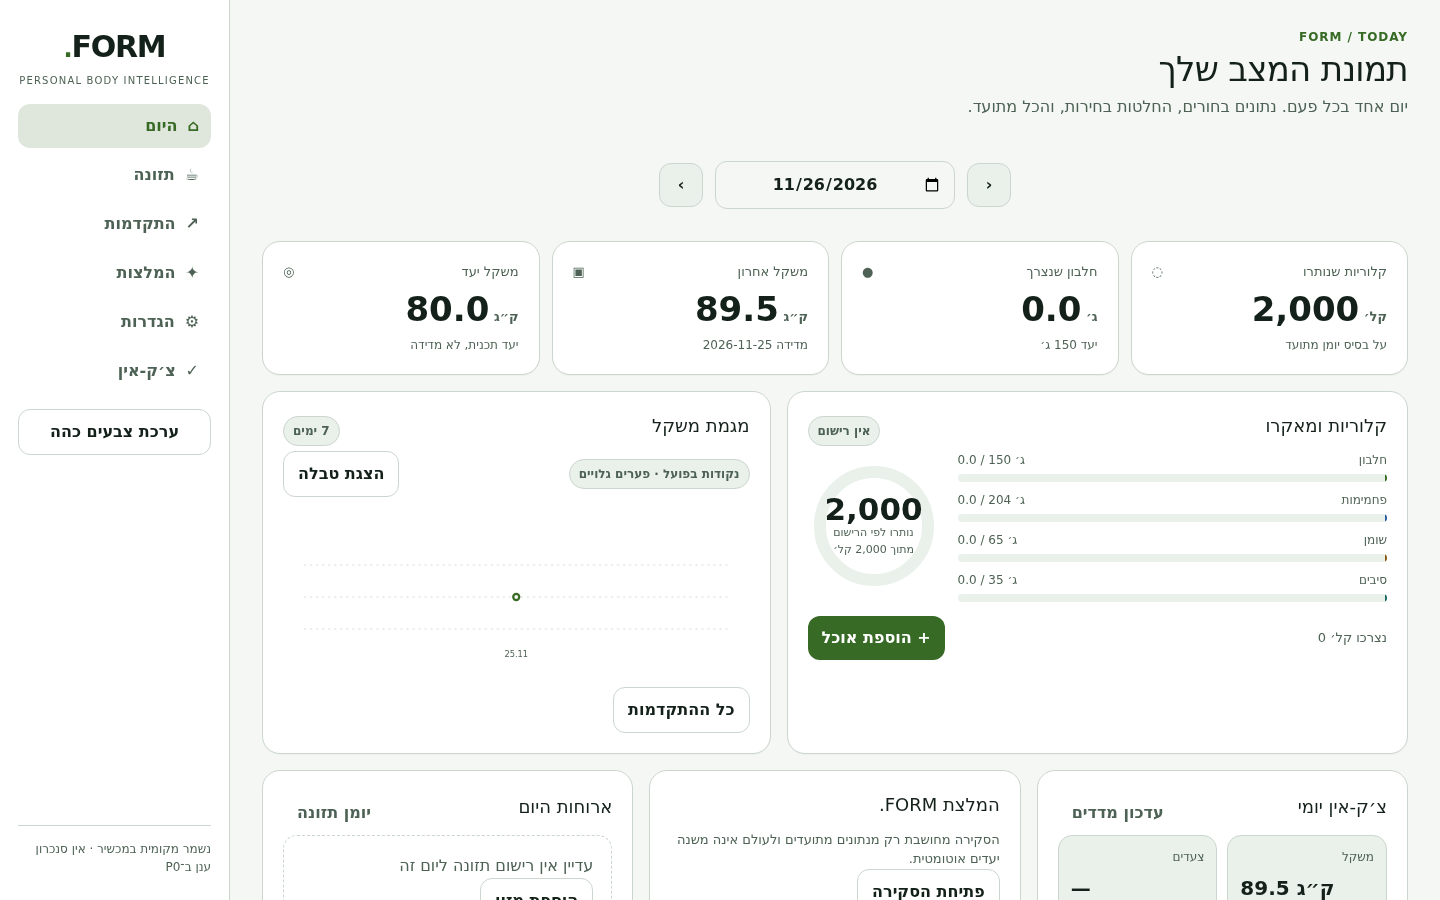 FORM.
PERSONAL BODY INTELLIGENCE
היום
תזונה
התקדמות
המלצות
הגדרות
צ׳ק-אין
ערכת צבעים כהה
נשמר מקומית במכשיר · אין סנכרון
ענן ב־P0
FORM / TODAY
תמונת המצב שלך
יום אחד בכל פעם. נתונים בחורים, החלטות בחירות, והכל מתועד.
11/26/2026
קלוריות שנותרו
2,000 קל׳
על בסיס יומן מתועד
חלבון שנצרך
0.0 ג׳
יעד 150 ג׳
משקל אחרון
89.5 ק״ג
מדידה 2026-11-25
משקל יעד
80.0 ק״ג
יעד תכנית, לא מדידה
קלוריות ומאקרו
אין רישום
חלבון
0.0 / 150 ג׳
פחמימות
0.0 / 204 ג׳
שומן
0.0 / 65 ג׳
סיבים
0.0 / 35 ג׳
2,000
נותרו לפי הרישום
מתוך 2,000 קל׳
נצרכו קל׳ 0
+ הוספת אוכל
מגמת משקל
7 ימים
נקודות בפועל · פערים גלויים
הצגת טבלה
25.11
כל ההתקדמות
צ׳ק-אין יומי
עדכון מדדים
משקל
89.5 ק״ג
צעדים
—
המלצת FORM.
הסקירה מחושבת רק מנתונים מתועדים ולעולם אינה משנה
יעדים אוטומטית.
פתיחת הסקירה
ארוחות היום
יומן תזונה
עדיין אין רישום תזונה ליום זה